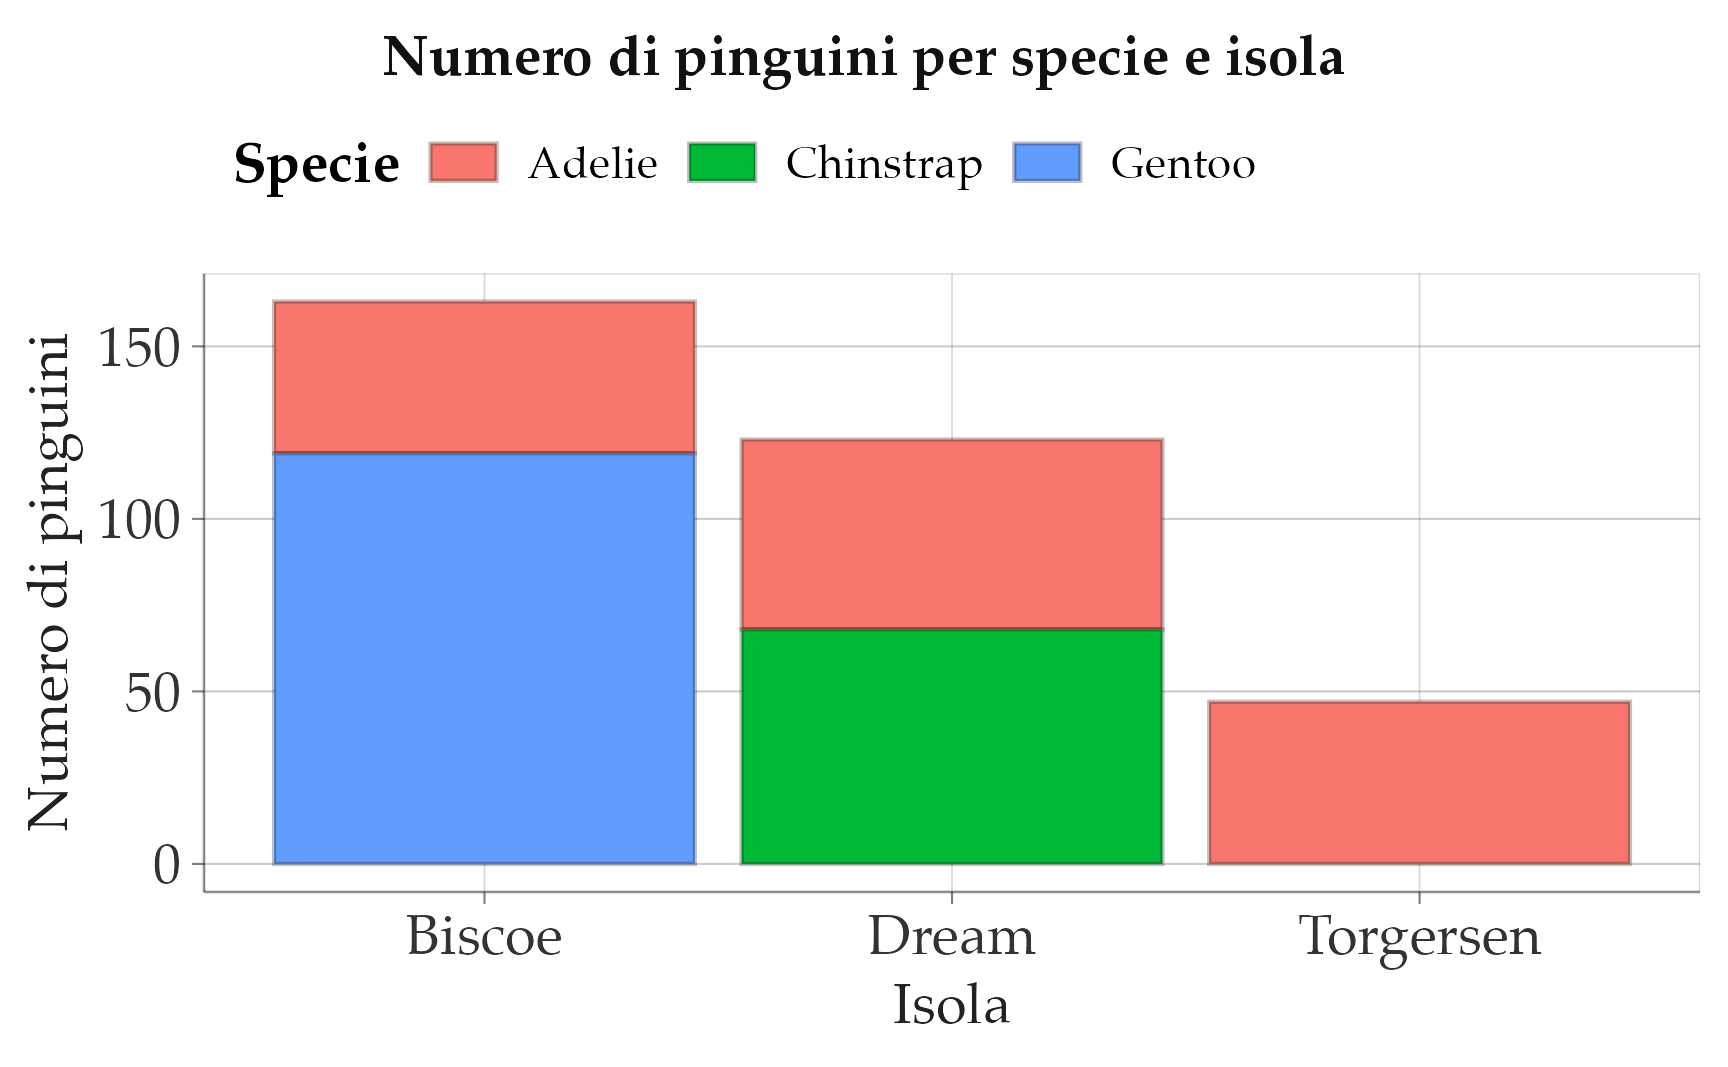 Numero di pinguini per specie e isola
Specie Adelie Chinstrap Gentoo
Numero di pinguini
150
100
50
0
Biscoe Dream Torgersen
Isola